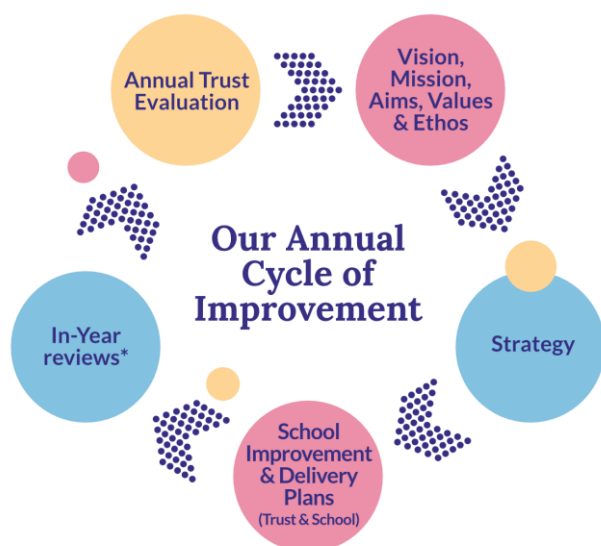 Annual Trust
Evaluation
Vision,
Mission,
Aims, Values
& Ethos
Our Annual
Cycle of
Improvement
In-Year
reviews*
Strategy
School
Improvement
& Delivery
Plans
(Trust & School)